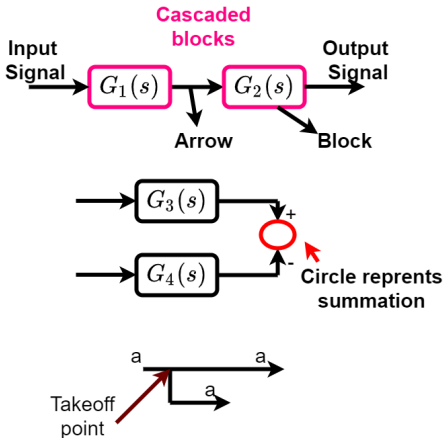 Cascaded
blocks
Input
Signal
Output
Signal
G₁(s)
G₂(s)
Arrow
Block
G₃(s)
+
G₄(s)
-
Circle reprents
summation
a
a
a
Takeoff
point